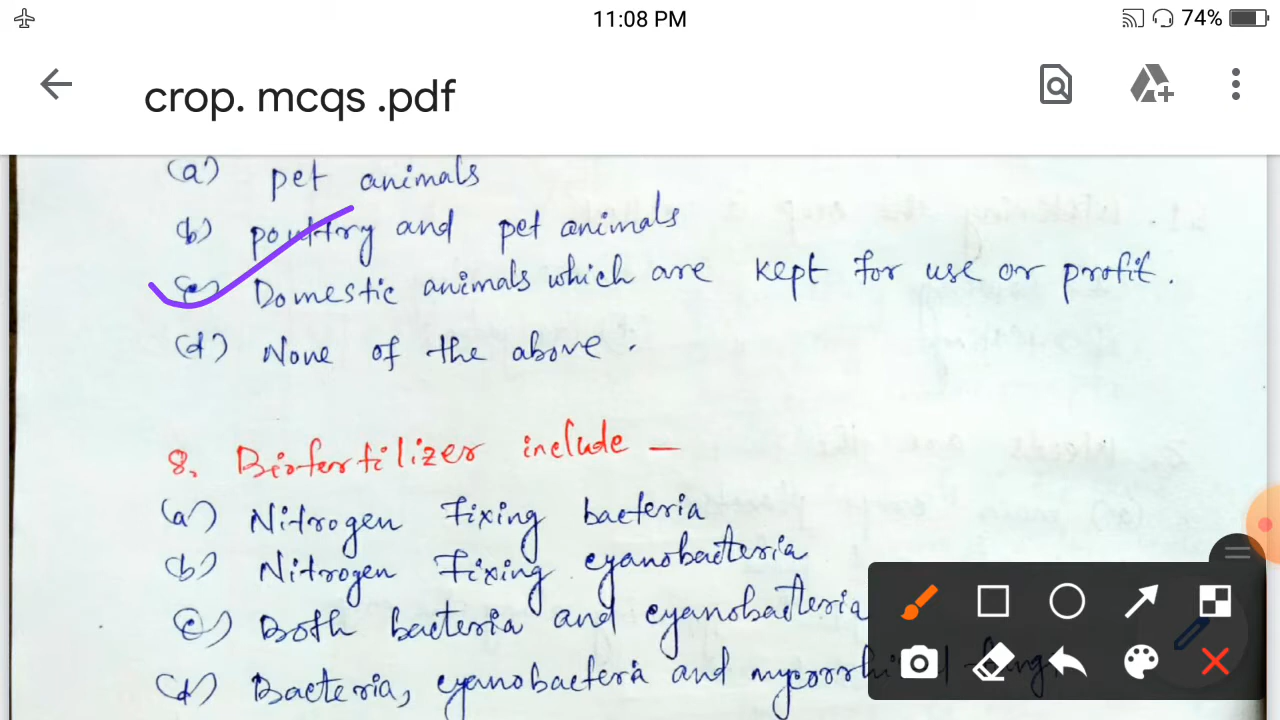 11:08 PM
74%
crop. mcqs .pdf
(a) pet animals
(b) poultry and pet animals
(c) Domestic animals which are kept for use or profit.
(d) None of the above.
8. Biofertilizer include —
(a) Nitrogen Fixing bacteria
(b) Nitrogen Fixing cyanobacteria
(c) Both bacteria and cyanobacteria
(d) Bacteria, cyanobacteria and